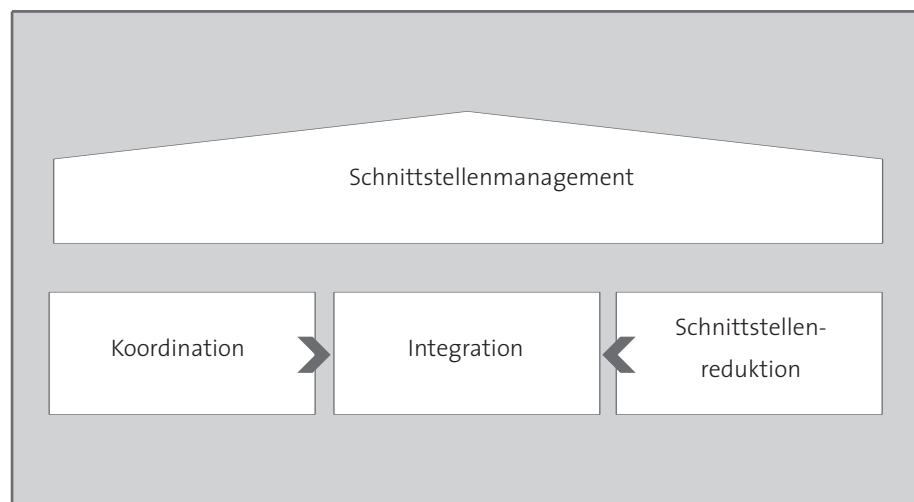 Schnittstellenmanagement
Koordination
Integration
Schnittstellen-
reduktion